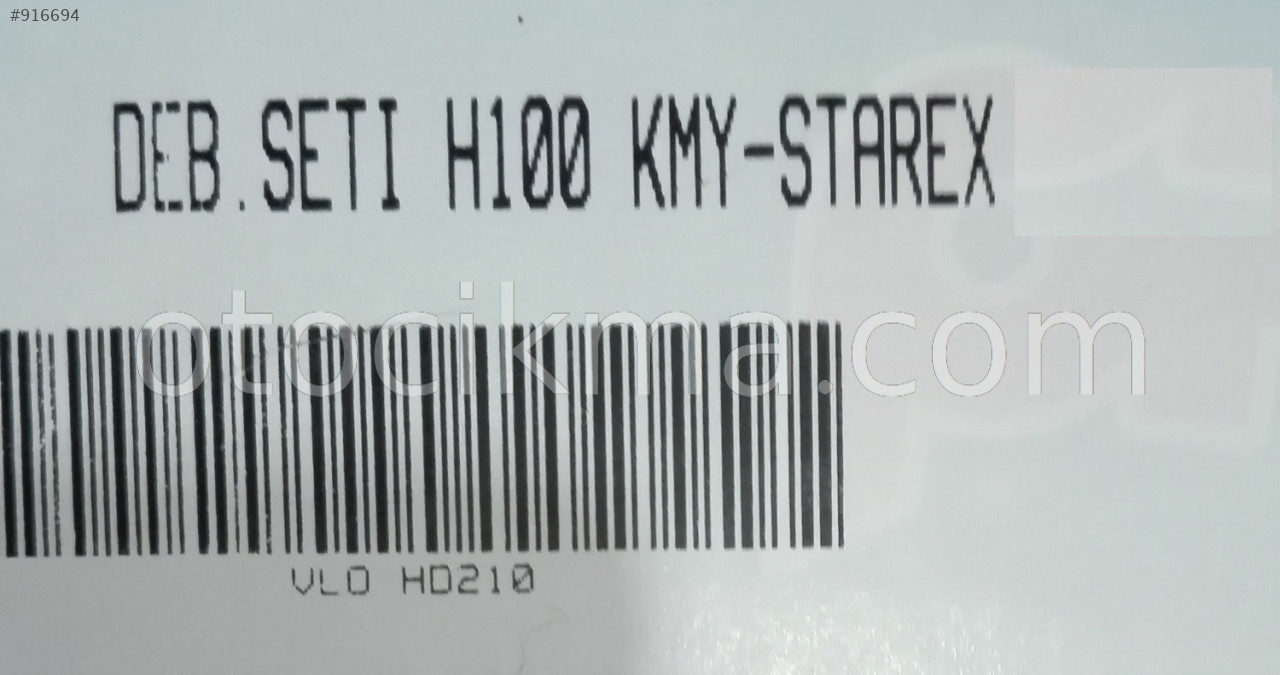 #916694
DEB.SETI H100 KMY-STAREX
otocikma.com
VLO HD210